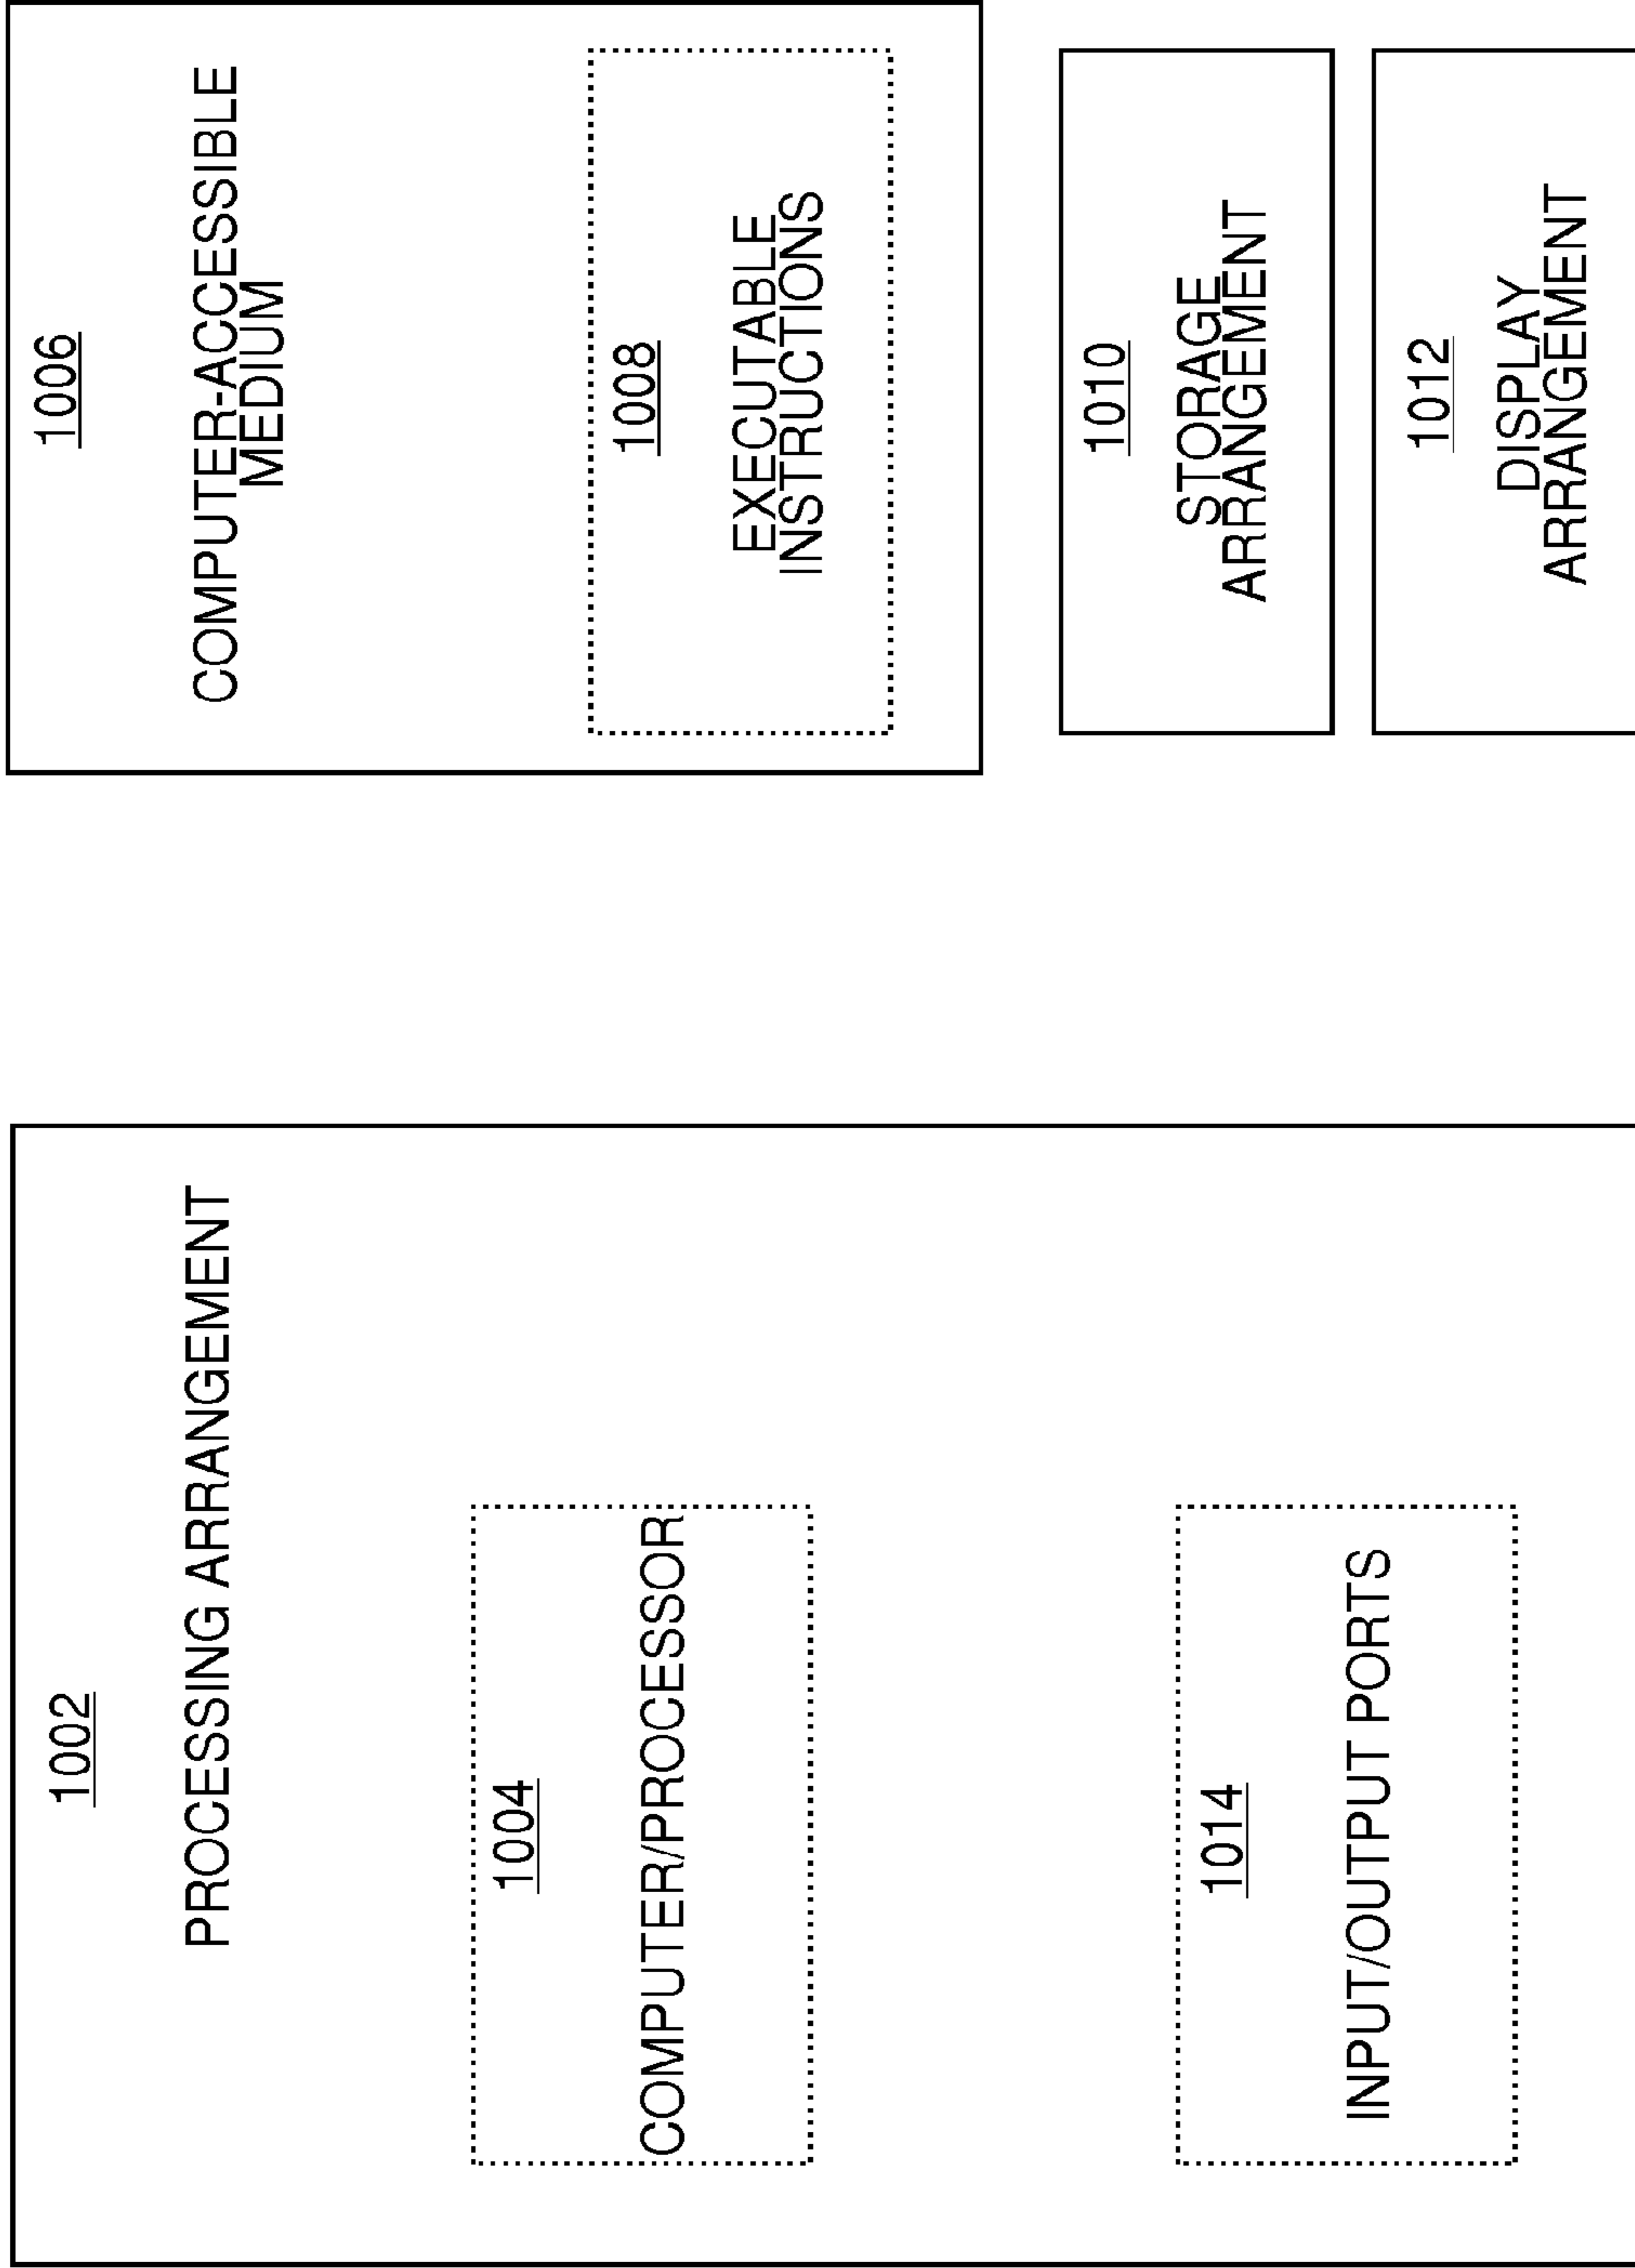 1002
PROCESSING ARRANGEMENT
1004
COMPUTER/PROCESSOR
1014
INPUT/OUTPUT PORTS
1006
COMPUTER-ACCESSIBLE
MEDIUM
1008
EXECUTABLE
INSTRUCTIONS
1010
STORAGE
ARRANGEMENT
1012
DISPLAY
ARRANGEMENT